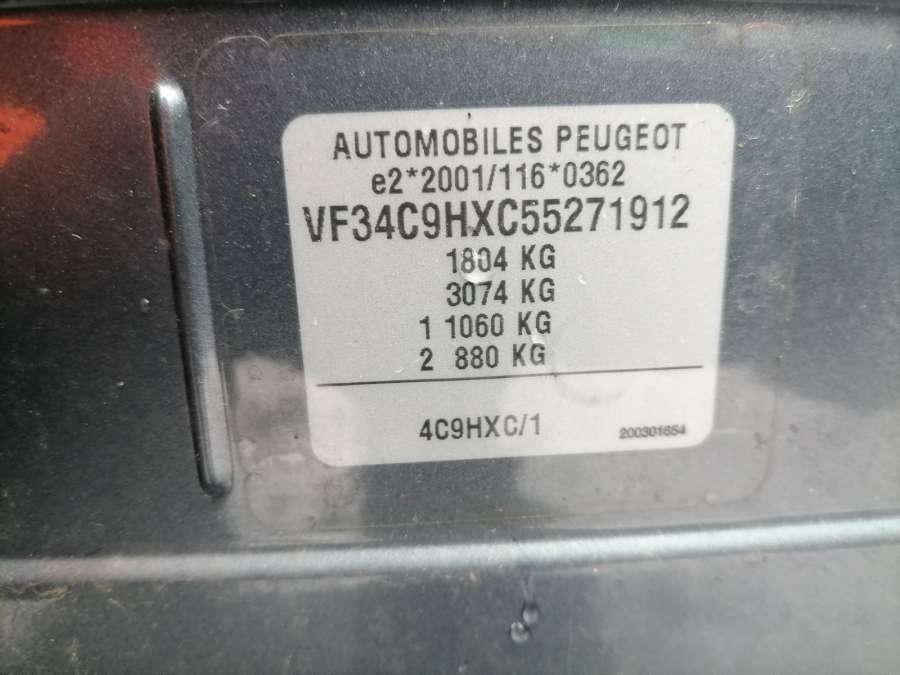 AUTOMOBILES PEUGEOT
e2*2001/116*0362
VF34C9HXC55271912
1804 KG
3074 KG
1 1060 KG
2 880 KG
4C9HXC/1
200301654